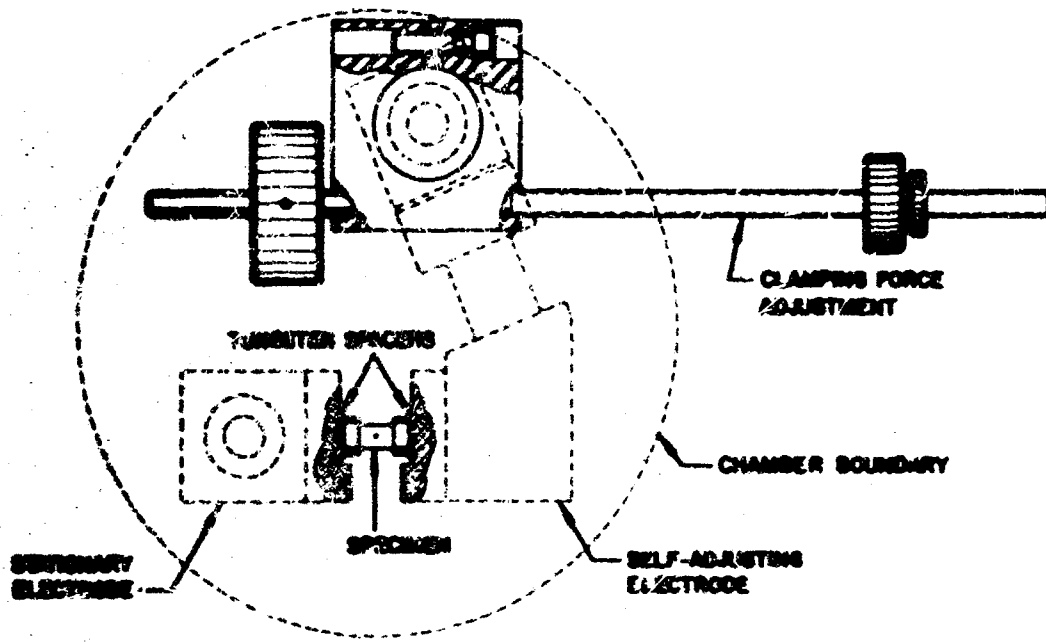 CLAMPING FORCE
ADJUSTMENT
TUNGSTEN SPACERS
CHAMBER BOUNDARY
SPECIMEN
STATIONARY
ELECTRODE
SELF-ADJUSTING
ELECTRODE